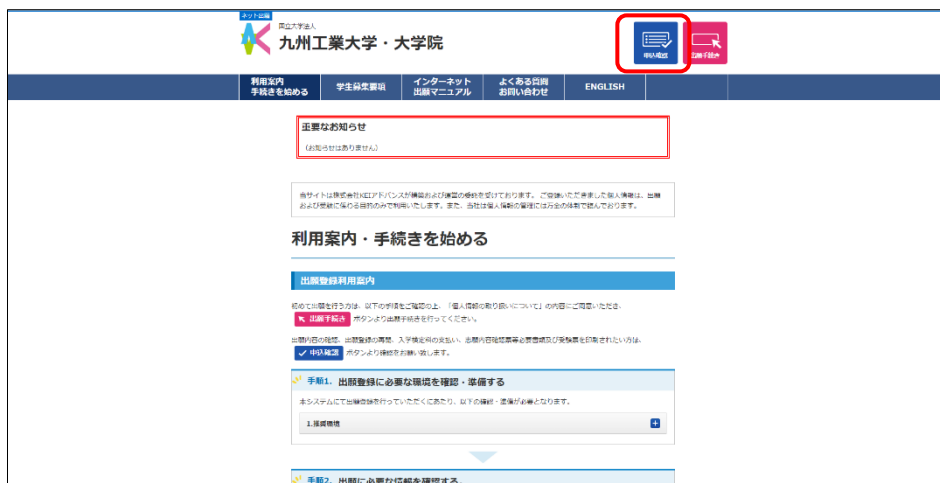 ネット出願
国立大学法人
九州工業大学・大学院
申込確認
出願手続き
利用案内
手続きを始める
学生募集要項
インターネット
出願マニュアル
よくある質問
お問い合わせ
ENGLISH
重要なお知らせ
（お知らせはありません）
当サイトは株式会社KEIアドバンスが構築および運営の委託を受けております。 ご登録いただきました個人情報は、出願
および受験に係わる目的のみで利用いたします。また、当社は個人情報の管理には万全の体制で臨んでおります。
利用案内・手続きを始める
出願登録利用案内
初めて出願を行う方は、以下の手順をご確認の上、「個人情報の取り扱いについて」の内容にご同意いただき、
出願手続き ボタンより出願手続きを行ってください。
出願内容の確認、出願登録の再開、入学検定料の支払い、志願内容確認票等必要書類及び受験票を印刷されたい方は、
申込確認 ボタンより確認をお願い致します。
手順1. 出願登録に必要な環境を確認・準備する
本システムにて出願登録を行っていただくにあたり、以下の確認・準備が必要となります。
1.推奨環境
手順2. 出願に必要な情報を確認する